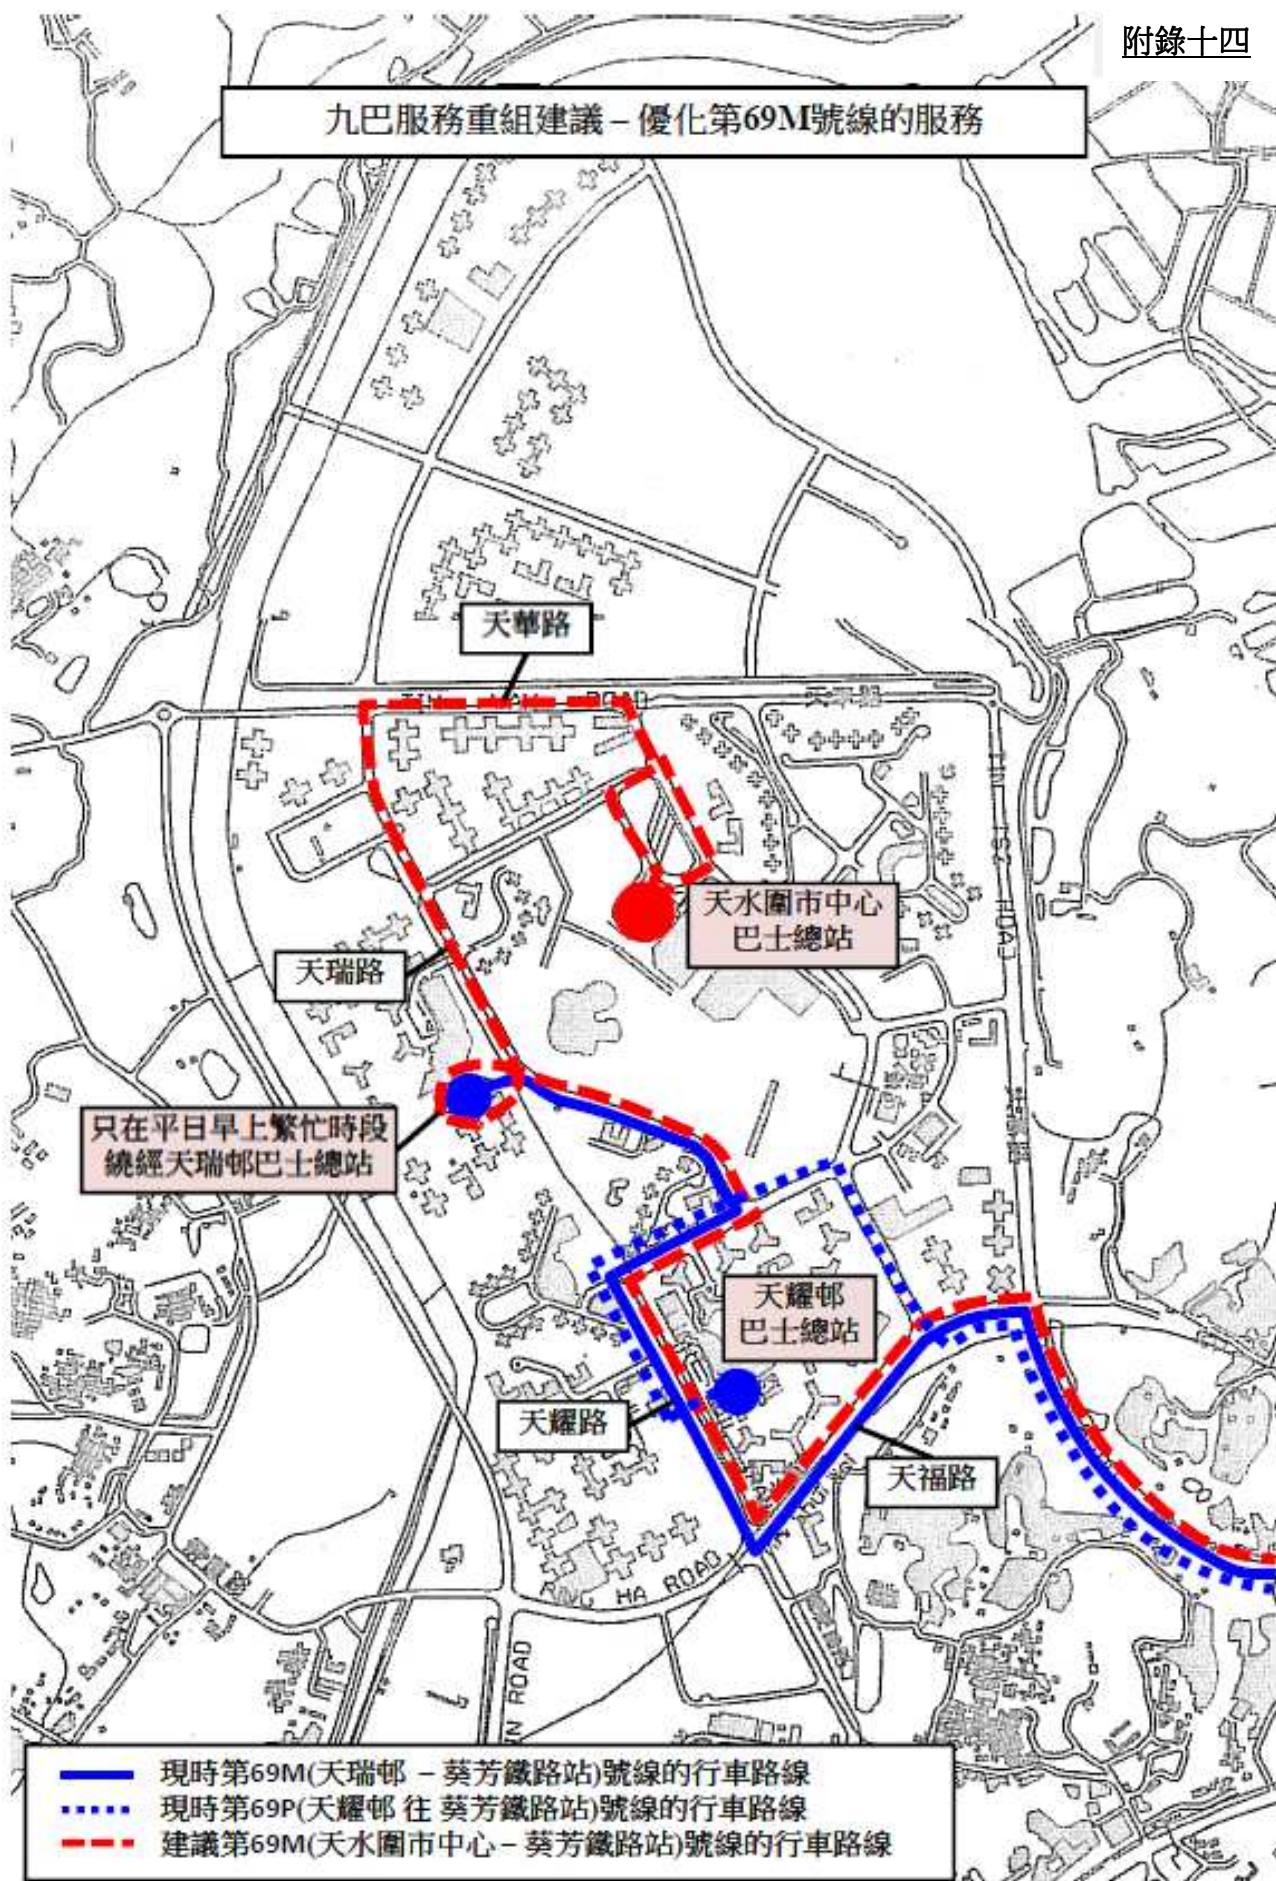 附錄十四
九巴服務重組建議 – 優化第69M號線的服務
天華路
ROAD
天水圍市中心
巴士總站
天瑞路
只在平日早上繁忙時段
繞經天瑞邨巴士總站
天耀邨
巴士總站
天耀路
天福路
HA ROAD
ROAD
現時第69M(天瑞邨 – 葵芳鐵路站)號線的行車路線
現時第69P(天耀邨 往 葵芳鐵路站)號線的行車路線
建議第69M(天水圍市中心 – 葵芳鐵路站)號線的行車路線